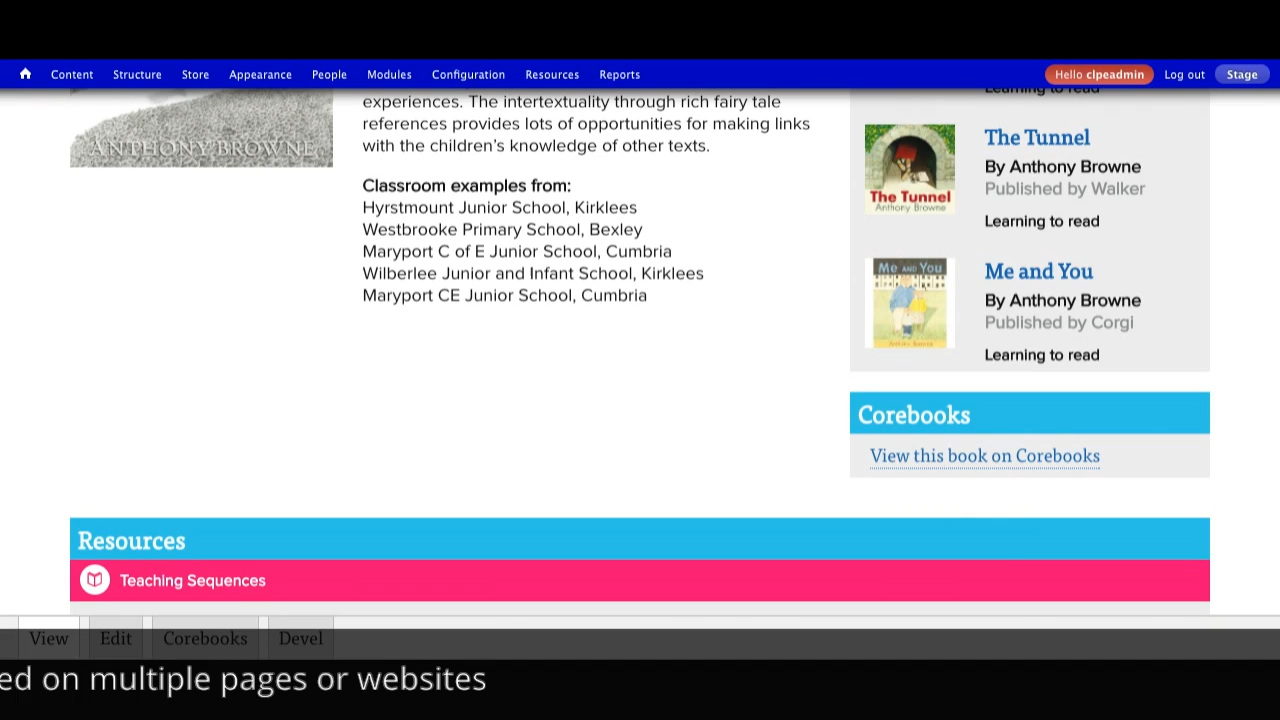 Content Structure Store Appearance People Modules Configuration Resources Reports Hello clpeadmin Log out Stage
ANTHONY BROWNE
experiences. The intertextuality through rich fairy tale
references provides lots of opportunities for making links
with the children's knowledge of other texts.
Classroom examples from:
Hyrstmount Junior School, Kirklees
Westbrooke Primary School, Bexley
Maryport C of E Junior School, Cumbria
Wilberlee Junior and Infant School, Kirklees
Maryport CE Junior School, Cumbria
Learning to read
The Tunnel
Anthony Browne
The Tunnel
By Anthony Browne
Published by Walker
Learning to read
Me and You
Anthony Browne
Me and You
By Anthony Browne
Published by Corgi
Learning to read
Corebooks
View this book on Corebooks
Resources
Teaching Sequences
View Edit Corebooks Devel
ed on multiple pages or websites